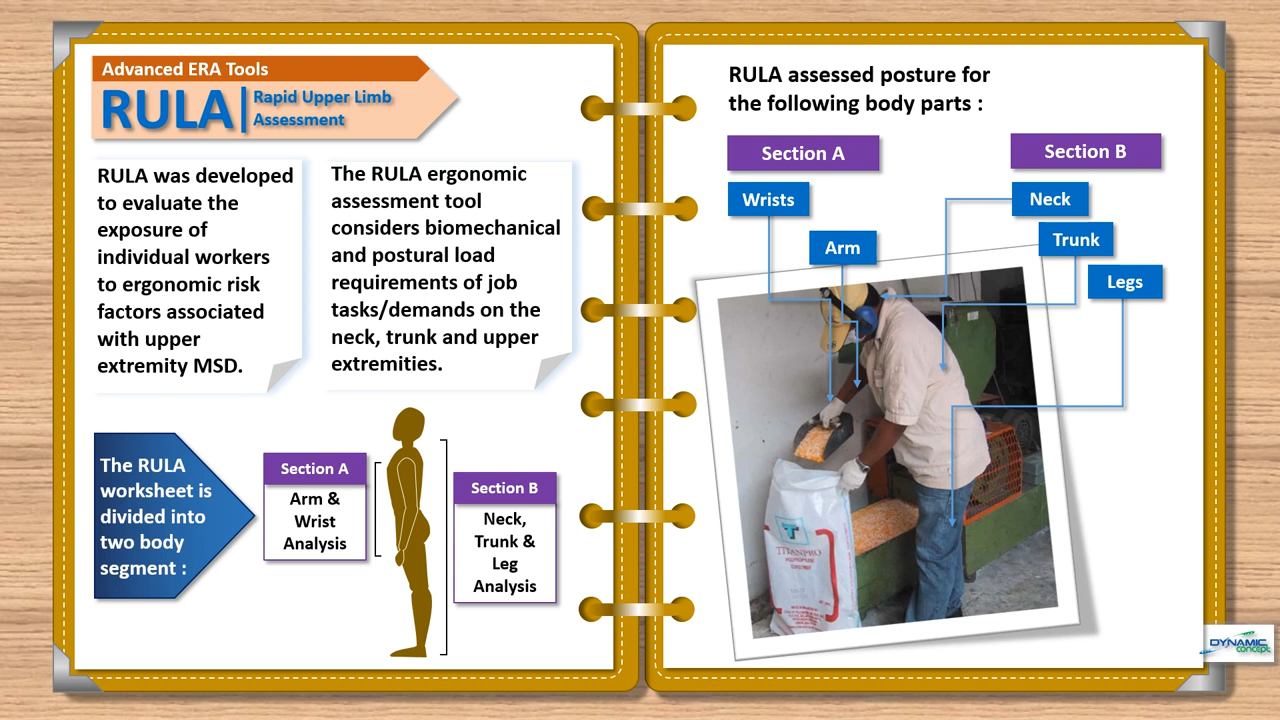 Advanced ERA Tools
RULA
Rapid Upper Limb
Assessment
RULA was developed
to evaluate the
exposure of
individual workers
to ergonomic risk
factors associated
with upper
extremity MSD.
The RULA ergonomic
assessment tool
considers biomechanical
and postural load
requirements of job
tasks/demands on the
neck, trunk and upper
extremities.
The RULA
worksheet is
divided into
two body
segment :
Section A
Arm &
Wrist
Analysis
Section B
Neck,
Trunk &
Leg
Analysis
RULA assessed posture for
the following body parts :
Section A
Section B
Wrists
Neck
Arm
Trunk
Legs
DYNAMIC
concept